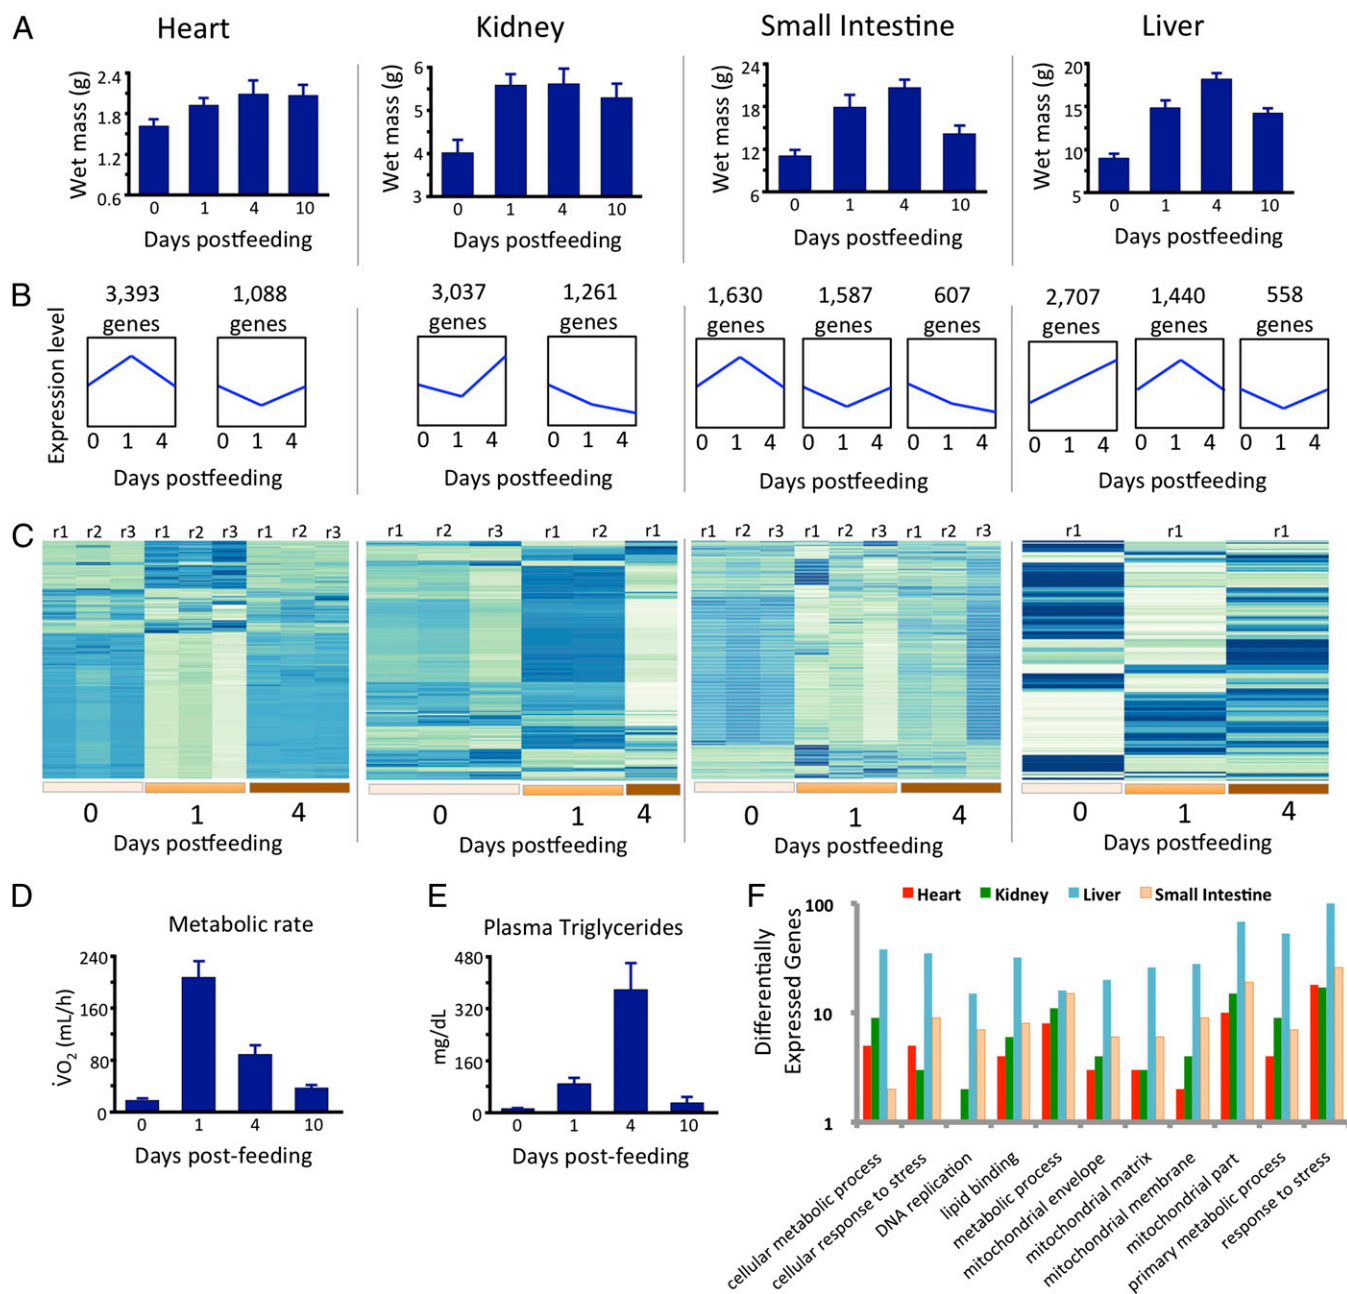 A
Heart
Kidney
Small Intestine
Liver
Wet mass (g)
2.4
1.8
1.2
0.6
0 1 4 10
Days postfeeding
Wet mass (g)
6
5
4
3
0 1 4 10
Days postfeeding
Wet mass (g)
24
18
12
6
0 1 4 10
Days postfeeding
Wet mass (g)
20
15
10
5
0 1 4 10
Days postfeeding
B
Expression level
3,393
genes
0 1 4
1,088
genes
0 1 4
Days postfeeding
3,037
genes
0 1 4
1,261
genes
0 1 4
Days postfeeding
1,630
genes
0 1 4
1,587
genes
0 1 4
607
genes
0 1 4
Days postfeeding
2,707
genes
0 1 4
1,440
genes
0 1 4
558
genes
0 1 4
Days postfeeding
C
r1 r2 r3 r1 r2 r3 r1 r2 r3
0 1 4
Days postfeeding
r1 r2 r3 r1 r2 r1
0 1 4
Days postfeeding
r1 r2 r3 r1 r2 r3 r1 r2 r3
0 1 4
Days postfeeding
r1 r1 r1
0 1 4
Days postfeeding
D
Metabolic rate
V̇O2 (mL/h)
240
160
80
0
0 1 4 10
Days post-feeding
E
Plasma Triglycerides
mg/dL
480
320
160
0
0 1 4 10
Days post-feeding
F
Heart Kidney Liver Small Intestine
Differentially
Expressed Genes
100
10
1
cellular metabolic process
cellular response to stress
DNA replication
lipid binding
metabolic process
mitochondrial envelope
mitochondrial matrix
mitochondrial membrane
mitochondrial part
primary metabolic process
response to stress